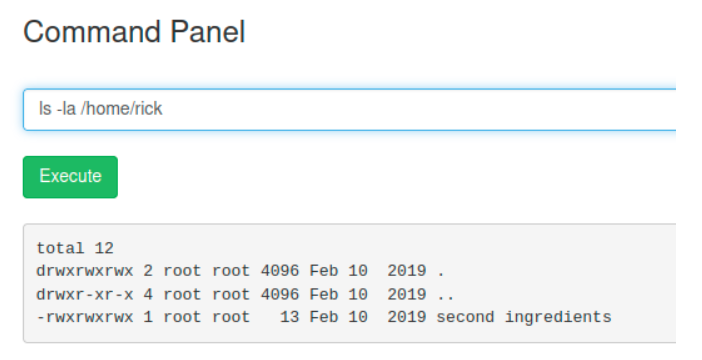 Command Panel
ls -la /home/rick
Execute
total 12
drwxrwxrwx 2 root root 4096 Feb 10  2019 .
drwxr-xr-x 4 root root 4096 Feb 10  2019 ..
-rwxrwxrwx 1 root root   13 Feb 10  2019 second ingredients